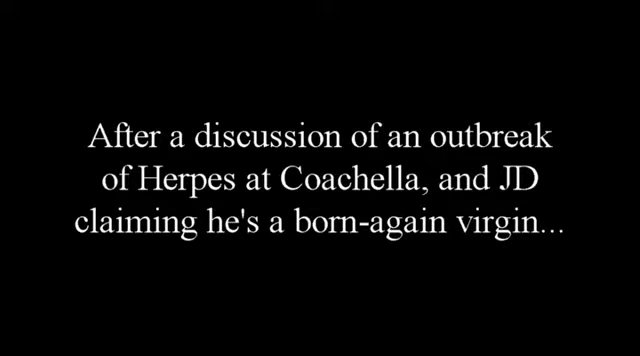 After a discussion of an outbreak
of Herpes at Coachella, and JD
claiming he's a born-again virgin...